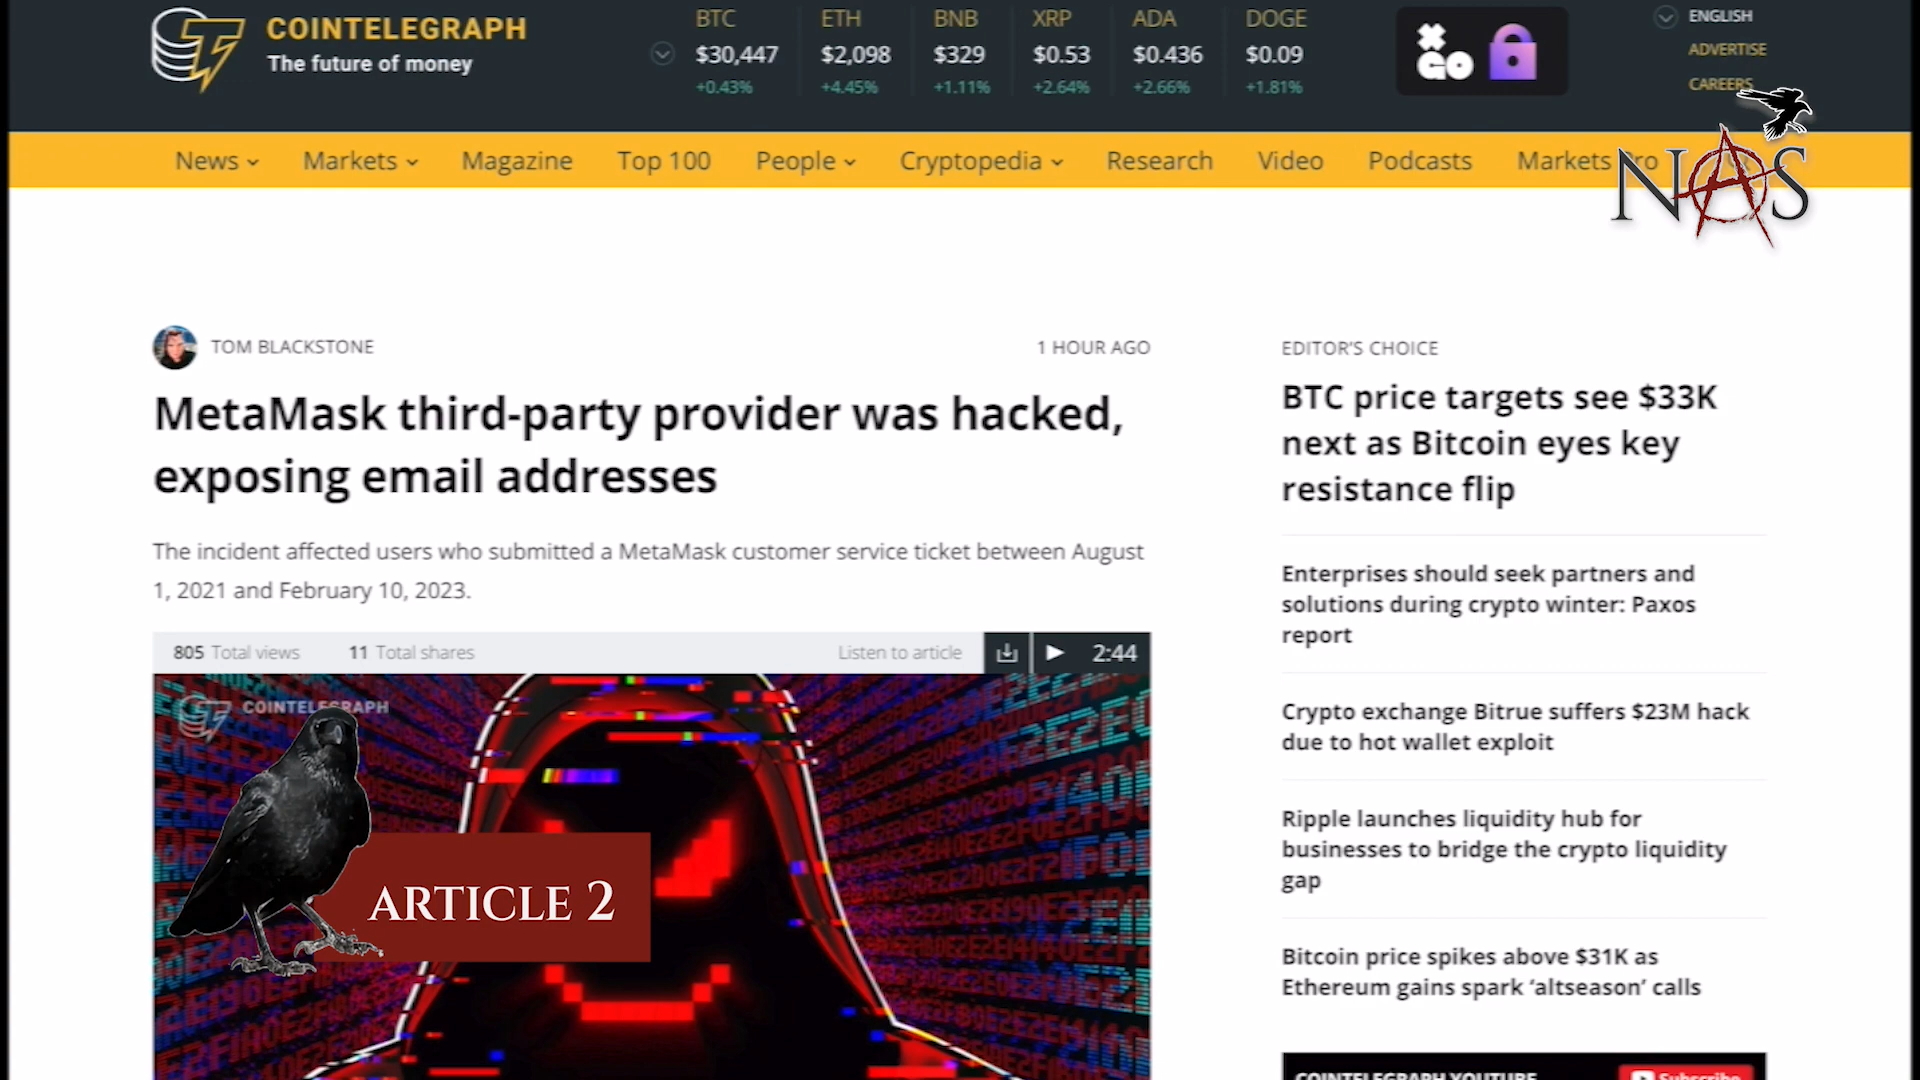 COINTELEGRAPH
The future of money
BTC
$30,447
+0.43%
ETH
$2,098
+4.45%
BNB
$329
+1.11%
XRP
$0.53
+2.64%
ADA
$0.436
+2.66%
DOGE
$0.09
+1.81%
X
GO
ENGLISH
ADVERTISE
CAREERS
News
Markets
Magazine
Top 100
People
Cryptopedia
Research
Video
Podcasts
Markets Pro
NAS
TOM BLACKSTONE
1 HOUR AGO
MetaMask third-party provider was hacked,
exposing email addresses
The incident affected users who submitted a MetaMask customer service ticket between August
1, 2021 and February 10, 2023.
805 Total views
11 Total shares
Listen to article
2:44
COINTELEGRAPH
ARTICLE 2
EDITOR'S CHOICE
BTC price targets see $33K
next as Bitcoin eyes key
resistance flip
Enterprises should seek partners and
solutions during crypto winter: Paxos
report
Crypto exchange Bitrue suffers $23M hack
due to hot wallet exploit
Ripple launches liquidity hub for
businesses to bridge the crypto liquidity
gap
Bitcoin price spikes above $31K as
Ethereum gains spark ‘altseason’ calls
COINTELEGRAPH YOUTUBE
Subscribe